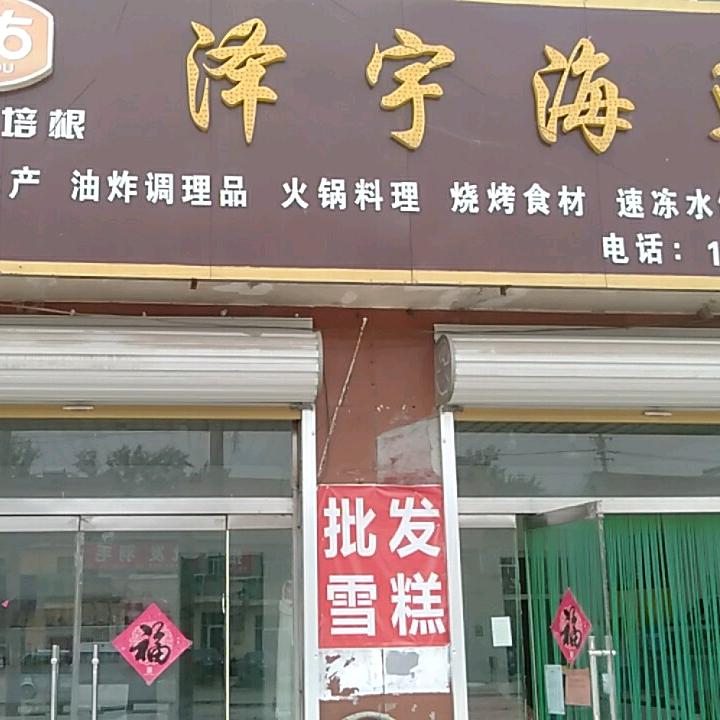 泽宇海
培根
产 油炸调理品 火锅料理 烧烤食材 速冻水
电话：1
批发
雪糕
福
福